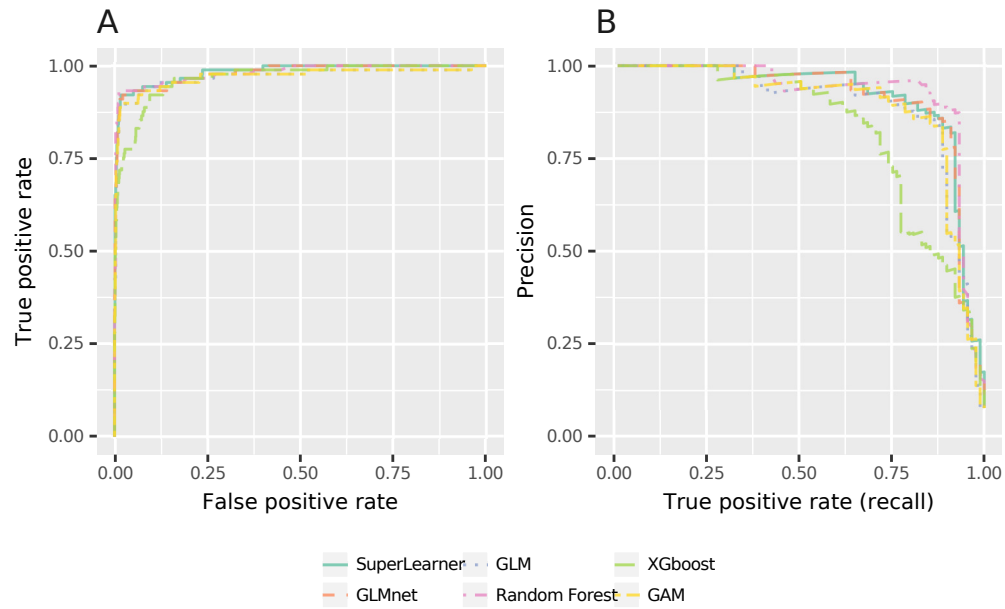 A
B
1.00
0.75
0.50
0.25
0.00
True positive rate
0.00 0.25 0.50 0.75 1.00
False positive rate
1.00
0.75
0.50
0.25
0.00
Precision
0.00 0.25 0.50 0.75 1.00
True positive rate (recall)
SuperLearner GLM XGboost
GLMnet Random Forest GAM